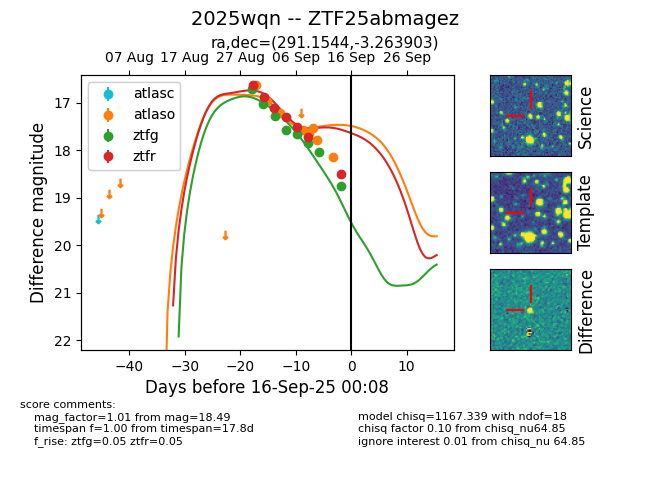 2025wqn -- ZTF25abmagez
ra,dec=(291.1544,-3.263903)
07 Aug 17 Aug 27 Aug 06 Sep 16 Sep 26 Sep
atlasc
atlaso
ztfg
ztfr
17
18
19
20
21
22
Difference magnitude
−40 −30 −20 −10 0 10
Days before 16-Sep-25 00:08
Science
Template
Difference
score comments:
mag_factor=1.01 from mag=18.49
timespan f=1.00 from timespan=17.8d
f_rise: ztfg=0.05 ztfr=0.05
model chisq=1167.339 with ndof=18
chisq factor 0.10 from chisq_nu64.85
ignore interest 0.01 from chisq_nu 64.85